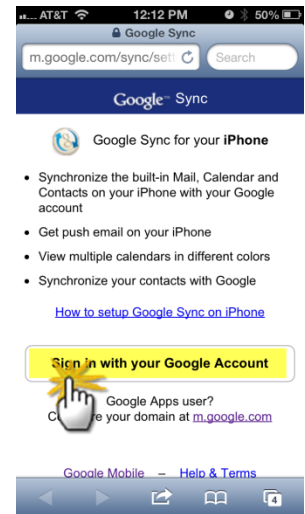 AT&T 12:12 PM 50%
Google Sync
m.google.com/sync/sett Search
Google Sync
Google Sync for your iPhone
• Synchronize the built-in Mail, Calendar and
Contacts on your iPhone with your Google
account
• Get push email on your iPhone
• View multiple calendars in different colors
• Synchronize your contacts with Google
How to setup Google Sync on iPhone
Sign in with your Google Account
Google Apps user?
your domain at m.google.com
Google Mobile – Help & Terms
4